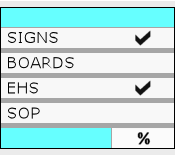 SIGNS ✔
BOARDS
EHS ✔
SOP
%